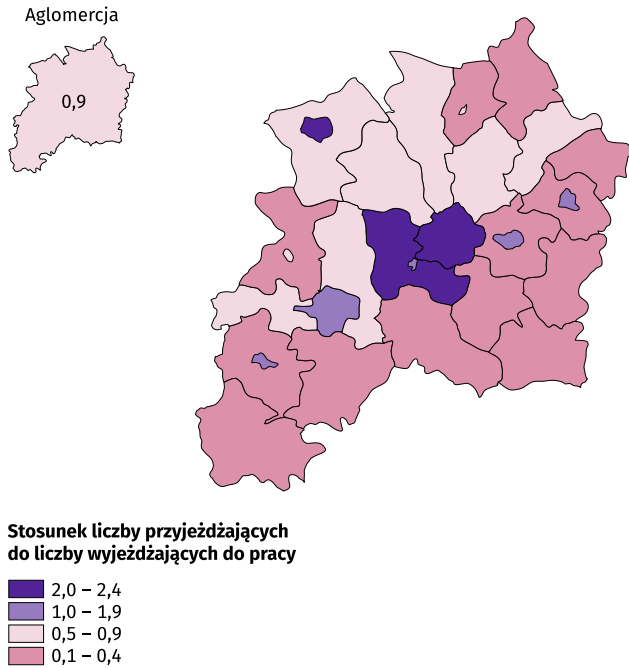 Aglomercja
0,9
Stosunek liczby przyjeżdżających
do liczby wyjeżdżających do pracy
2,0 – 2,4
1,0 – 1,9
0,5 – 0,9
0,1 – 0,4